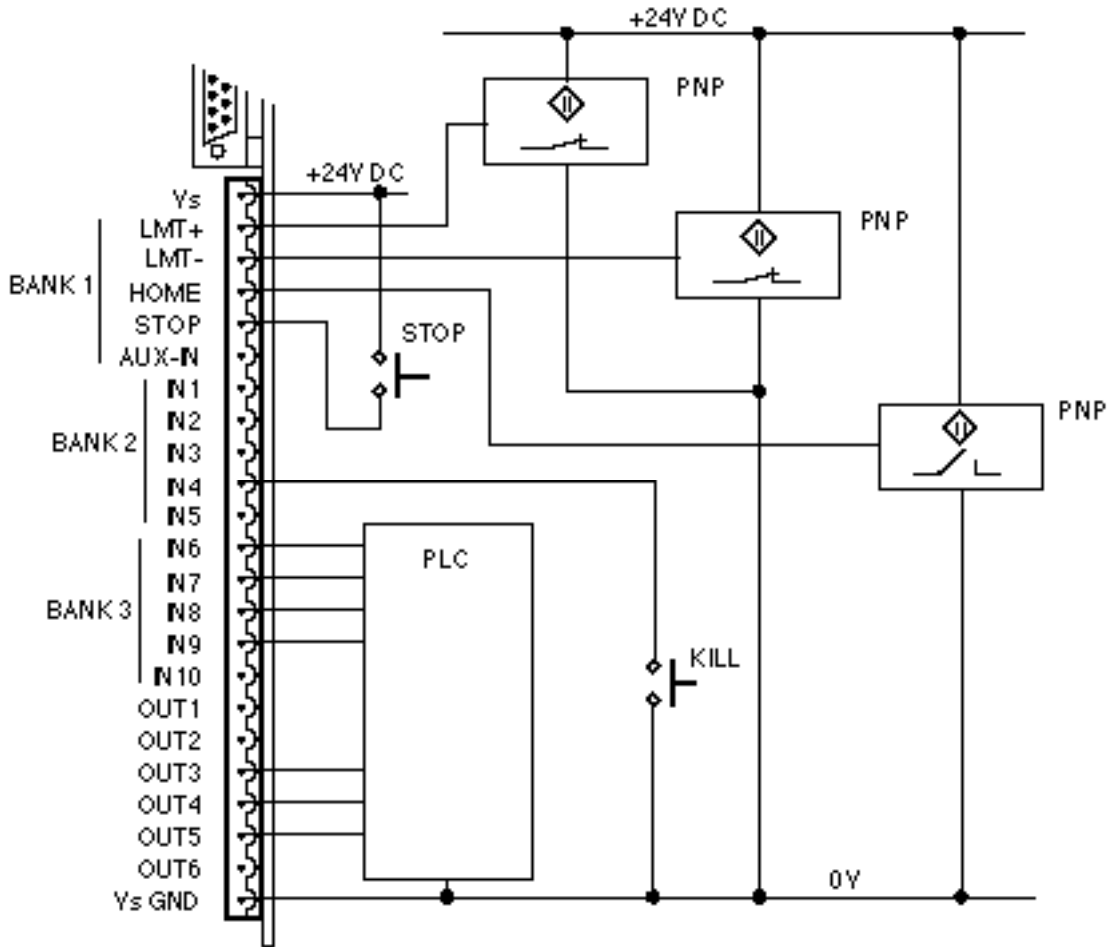 +24V DC
PNP
+24V DC
Vs
LMT+
PNP
LMT-
BANK 1
HOME
STOP
STOP
AUX-IN
IN1
IN2
PNP
BANK 2
IN3
IN4
IN5
IN6
PLC
IN7
BANK 3
IN8
IN9
KILL
IN10
OUT1
OUT2
OUT3
OUT4
OUT5
OUT6
0V
Vs GND